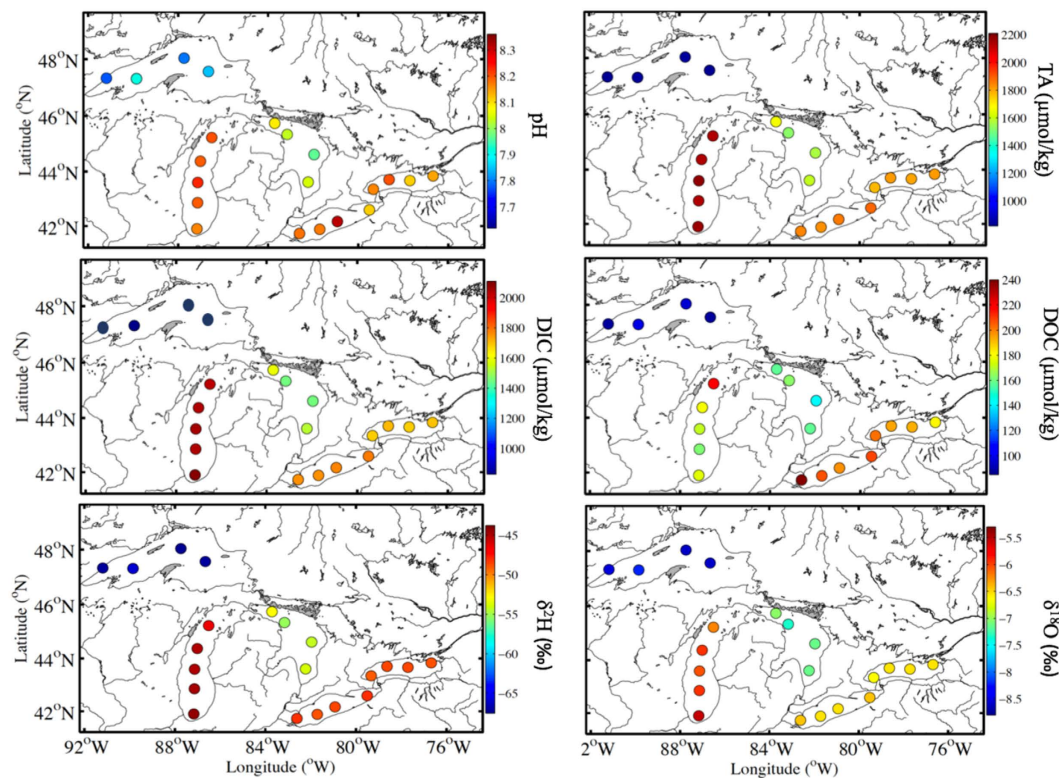 48°N
46°N
44°N
42°N
Latitude (°N)
8.3
8.2
8.1
8
7.9
7.8
7.7
pH
2200
2000
1800
1600
1400
1200
1000
TA (μmol/kg)
48°N
46°N
44°N
42°N
Latitude (°N)
2000
1800
1600
1400
1200
1000
DIC (μmol/kg)
240
220
200
180
160
140
120
100
DOC (μmol/kg)
48°N
46°N
44°N
42°N
Latitude (°N)
-45
-50
-55
-60
-65
δ²H (‰)
-5.5
-6
-6.5
-7
-7.5
-8
-8.5
δ¹⁸O (‰)
92°W 88°W 84°W 80°W 76°W
Longitude (°W)
2°W 88°W 84°W 80°W 76°W
Longitude (°W)